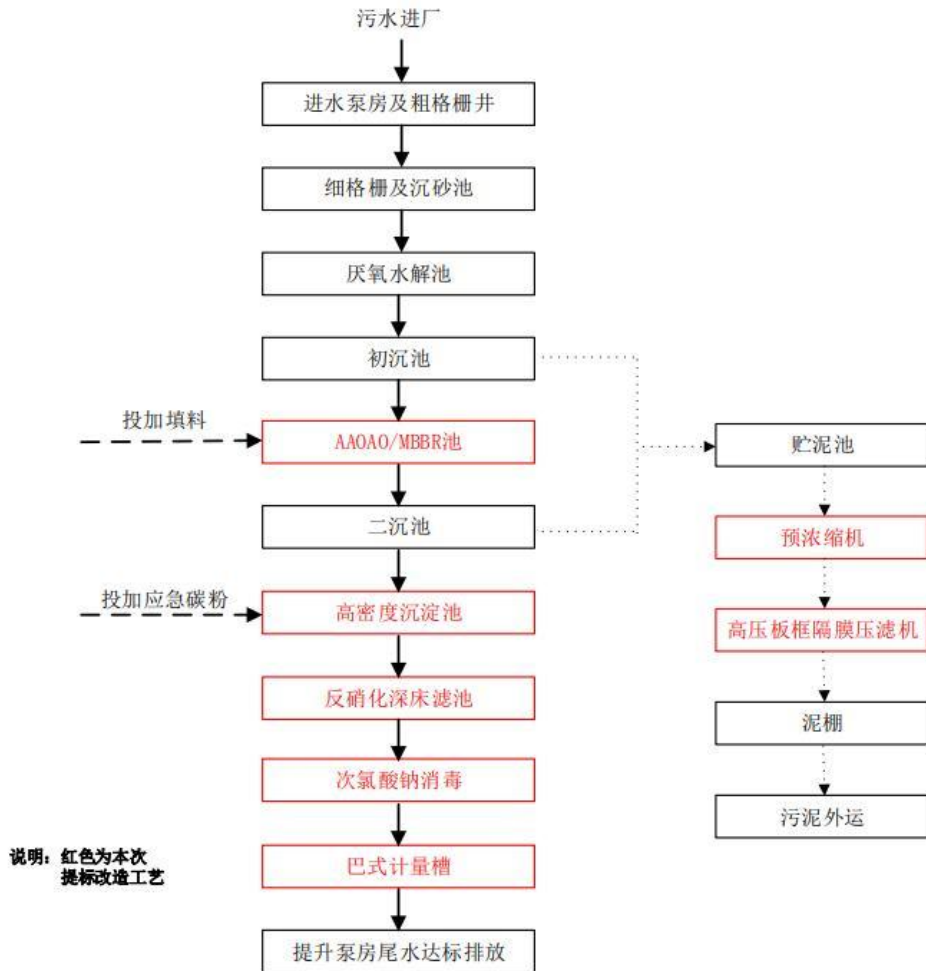 污水进厂
进水泵房及粗格栅井
细格栅及沉砂池
厌氧水解池
初沉池
投加填料
AAOAO/MBBR池
二沉池
投加应急碳粉
高密度沉淀池
反硝化深床滤池
次氯酸钠消毒
巴式计量槽
提升泵房尾水达标排放
贮泥池
预浓缩机
高压板框隔膜压滤机
泥棚
污泥外运
说明：红色为本次
提标改造工艺